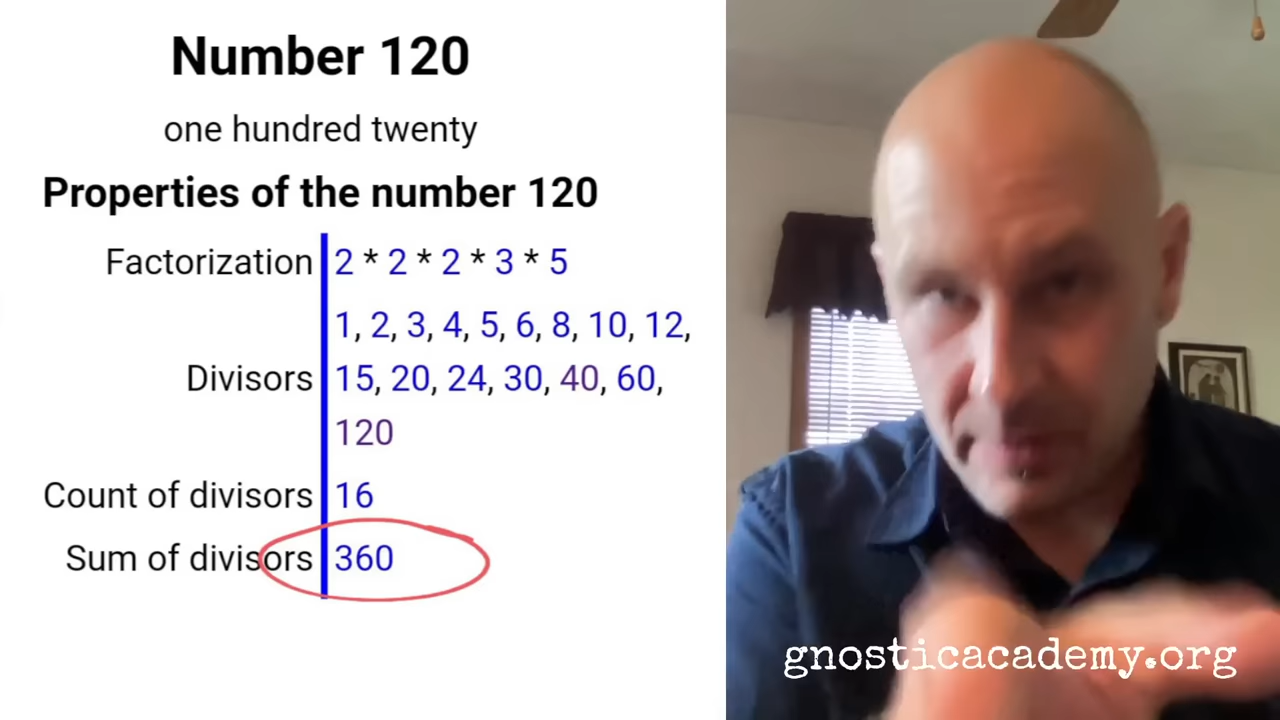 Number 120
one hundred twenty
Properties of the number 120
Factorization 2 * 2 * 2 * 3 * 5
1, 2, 3, 4, 5, 6, 8, 10, 12,
Divisors 15, 20, 24, 30, 40, 60,
120
Count of divisors 16
Sum of divisors 360
gnosticacademy.org